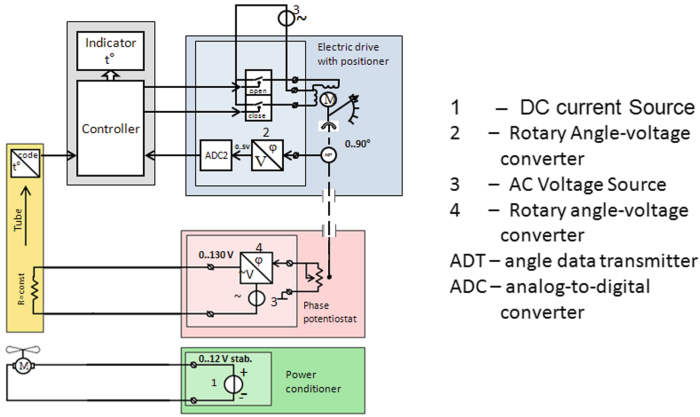 3
~
Indicator
t°
Electric drive
with positioner
open
M
close
Controller
2
0..90°
code
t°
ADC2
0..5V
φ
V
Tube
R=const
0..130 V
4
φ
~V
~
3
Phase
potentiostat
M
0..12 V stab.
1
+
-
Power
conditioner
1 – DC current Source
2 – Rotary Angle-voltage
converter
3 – AC Voltage Source
4 – Rotary angle-voltage
converter
ADT – angle data transmitter
ADC – analog-to-digital
converter